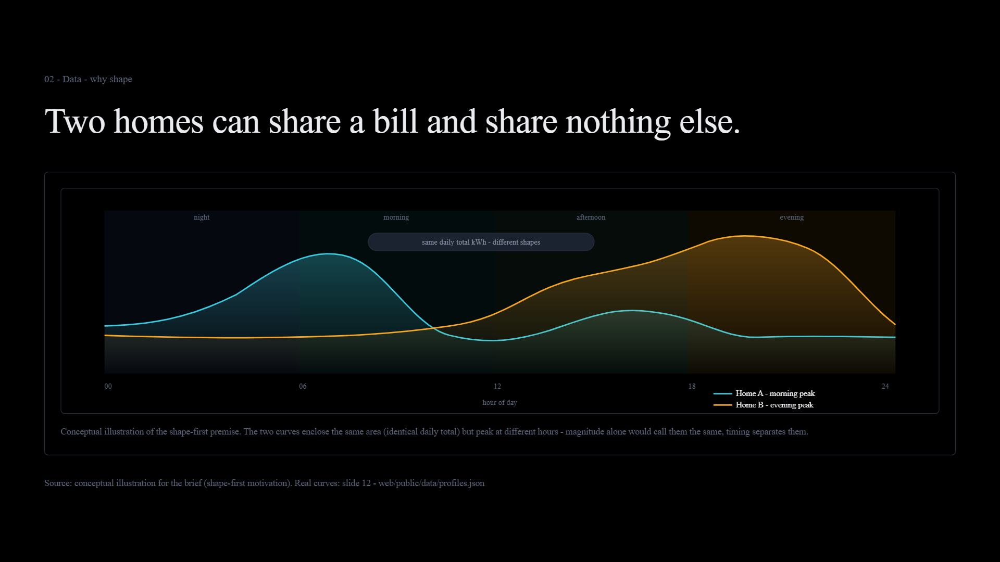 02 - Data - why shape
Two homes can share a bill and share nothing else.
night
morning
afternoon
evening
same daily total kWh - different shapes
00
06
12
18
24
hour of day
Home A - morning peak
Home B - evening peak
Conceptual illustration of the shape-first premise. The two curves enclose the same area (identical daily total) but peak at different hours - magnitude alone would call them the same, timing separates them.
Source: conceptual illustration for the brief (shape-first motivation). Real curves: slide 12 - web/public/data/profiles.json